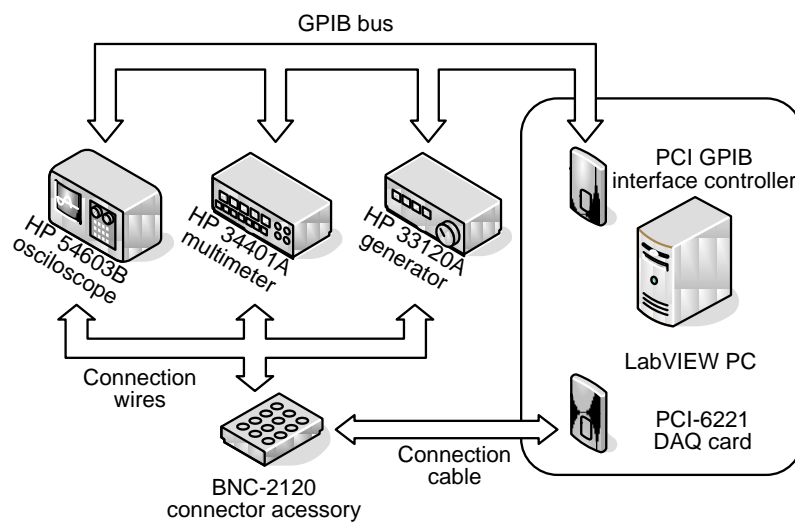 GPIB bus
PCI GPIB
interface controller
HP 54603B
osciloscope
HP 34401A
multimeter
HP 33120A
generator
LabVIEW PC
Connection
wires
PCI-6221
DAQ card
Connection
cable
BNC-2120
connector acessory